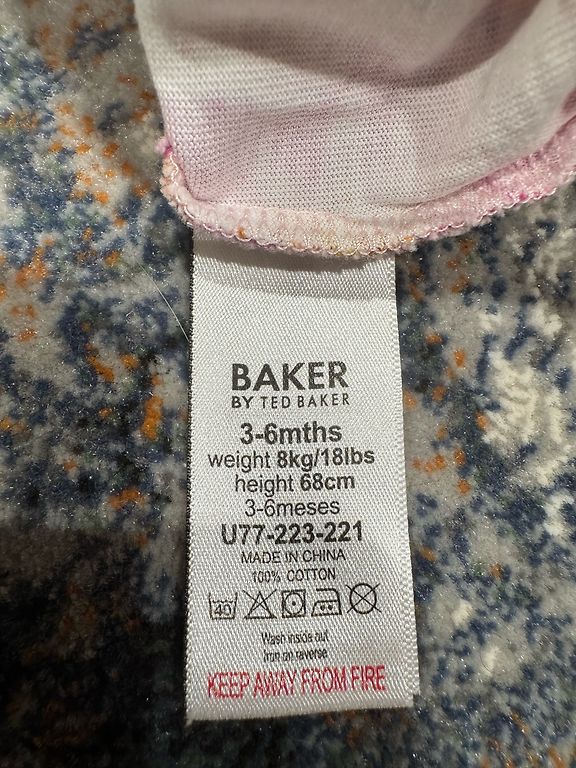 BAKER
BY TED BAKER
3-6mths
weight 8kg/18lbs
height 68cm
3-6meses
U77-223-221
MADE IN CHINA
100% COTTON
40
Wash inside out
Iron on reverse
KEEP AWAY FROM FIRE